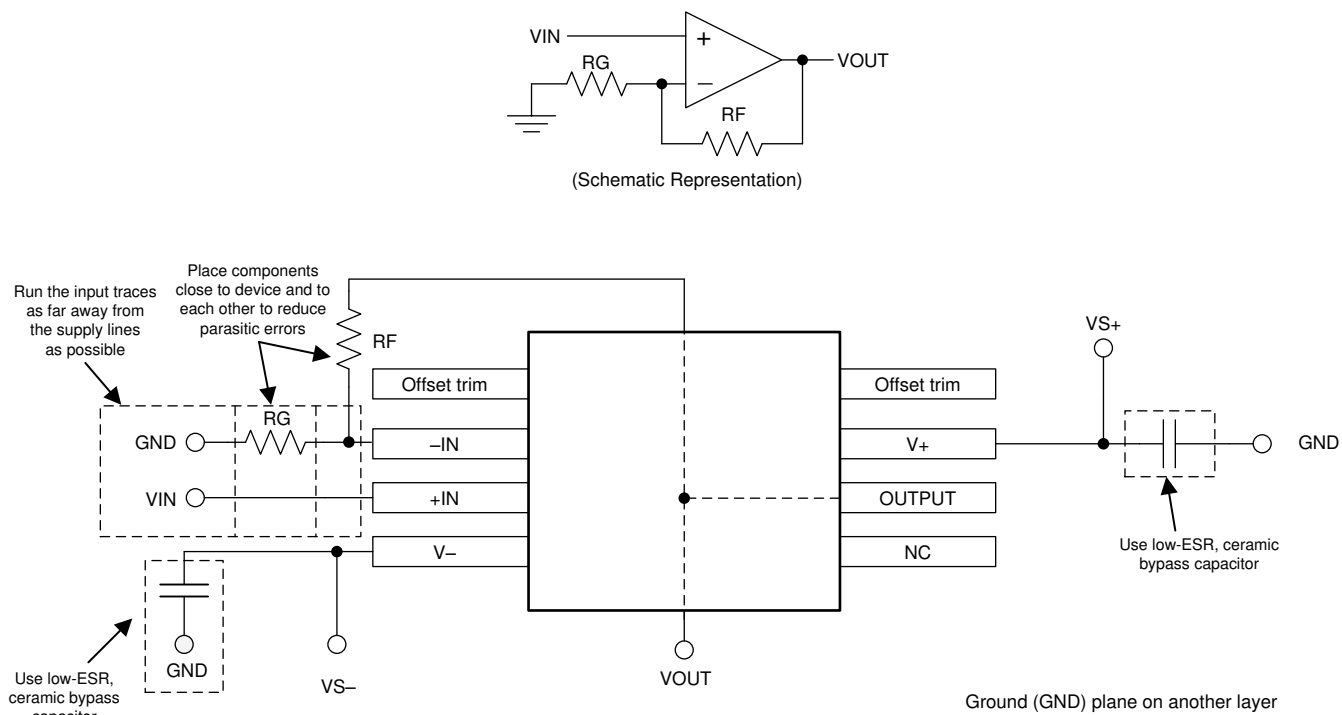 VIN
+
RG
–
VOUT
RF
(Schematic Representation)
Run the input traces
as far away from
the supply lines
as possible
Place components
close to device and to
each other to reduce
parasitic errors
RF
VS+
Offset trim
Offset trim
RG
GND
–IN
V+
GND
VIN
+IN
OUTPUT
V–
NC
Use low-ESR, ceramic
bypass capacitor
GND
VS–
VOUT
Use low-ESR,
ceramic bypass
Ground (GND) plane on another layer